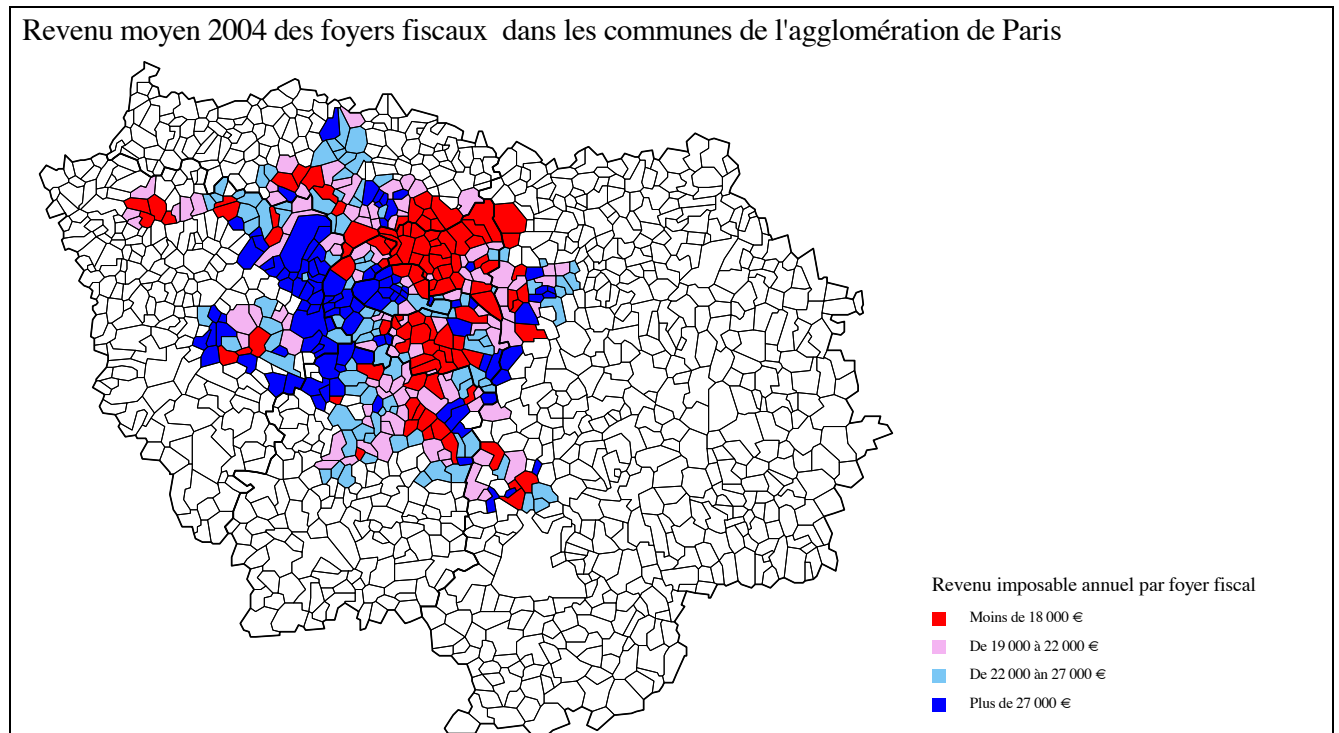 Revenu moyen 2004 des foyers fiscaux dans les communes de l'agglomération de Paris
Revenu imposable annuel par foyer fiscal
Moins de 18 000 €
De 19 000 à 22 000 €
De 22 000 àn 27 000 €
Plus de 27 000 €